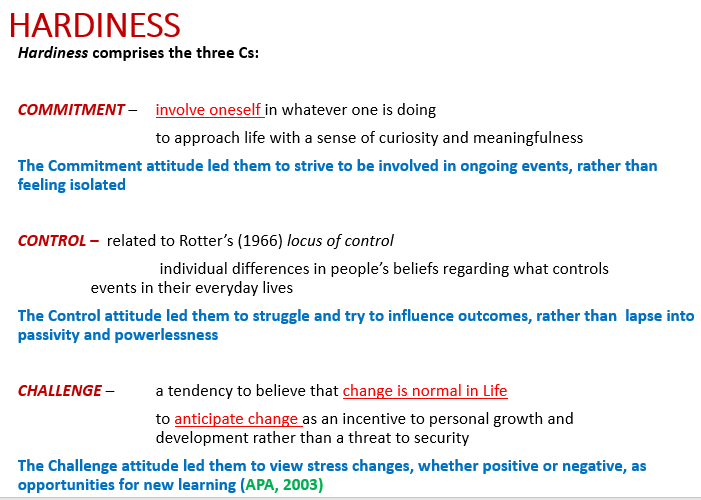 HARDINESS
Hardiness comprises the three Cs:
COMMITMENT – involve oneself in whatever one is doing
to approach life with a sense of curiosity and meaningfulness
The Commitment attitude led them to strive to be involved in ongoing events, rather than
feeling isolated
CONTROL – related to Rotter’s (1966) locus of control
individual differences in people’s beliefs regarding what controls
events in their everyday lives
The Control attitude led them to struggle and try to influence outcomes, rather than lapse into
passivity and powerlessness
CHALLENGE – a tendency to believe that change is normal in Life
to anticipate change as an incentive to personal growth and
development rather than a threat to security
The Challenge attitude led them to view stress changes, whether positive or negative, as
opportunities for new learning (APA, 2003)